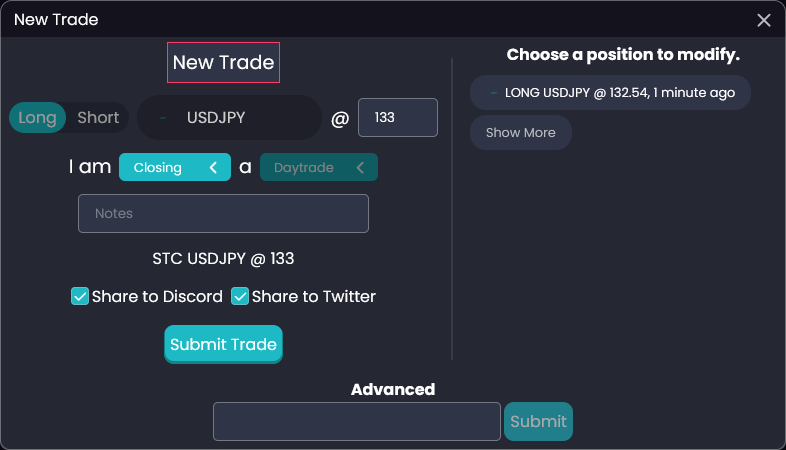 New Trade
New Trade
Long Short - USDJPY @ 133
I am Closing a Daytrade
Notes
STC USDJPY @ 133
Share to Discord Share to Twitter
Submit Trade
Choose a position to modify.
- LONG USDJPY @ 132.54, 1 minute ago
Show More
Advanced
Submit